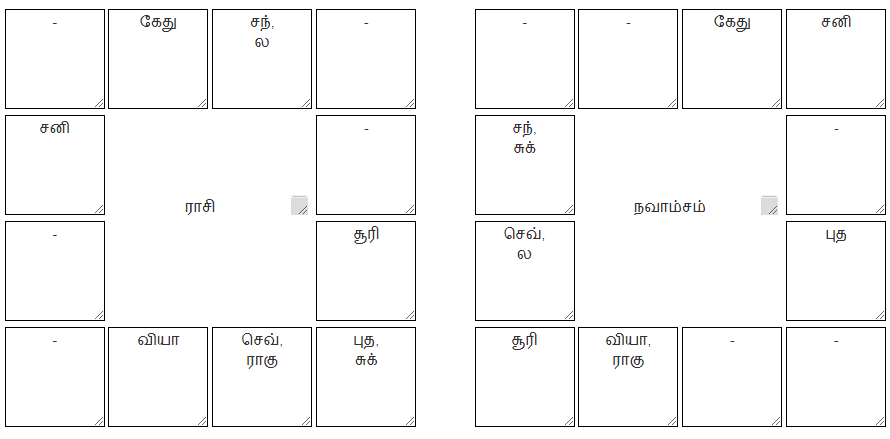 -
கேது
சந்,
ல
-
சனி
-
ராசி
-
சூரி
-
வியா
செவ்,
ராகு
புத,
சுக்
-
-
கேது
சனி
சந்,
சுக்
-
நவாம்சம்
செவ்,
ல
புத
சூரி
வியா,
ராகு
-
-